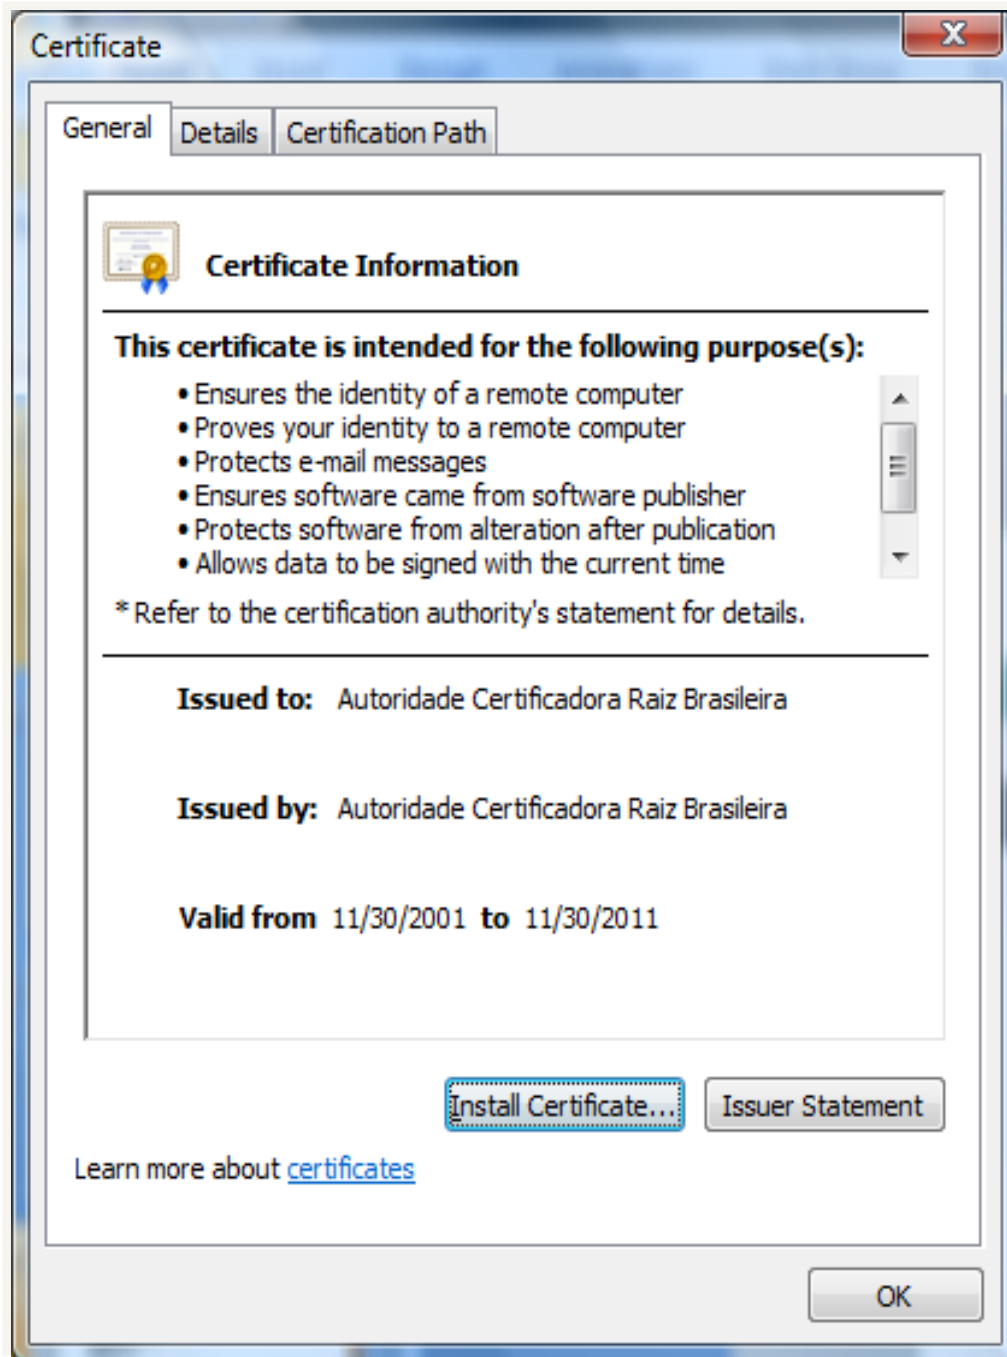 Certificate
X
General Details Certification Path
Certificate Information
This certificate is intended for the following purpose(s):
• Ensures the identity of a remote computer
• Proves your identity to a remote computer
• Protects e-mail messages
• Ensures software came from software publisher
• Protects software from alteration after publication
• Allows data to be signed with the current time
* Refer to the certification authority's statement for details.
Issued to: Autoridade Certificadora Raiz Brasileira
Issued by: Autoridade Certificadora Raiz Brasileira
Valid from 11/30/2001 to 11/30/2011
Install Certificate... Issuer Statement
Learn more about certificates
OK